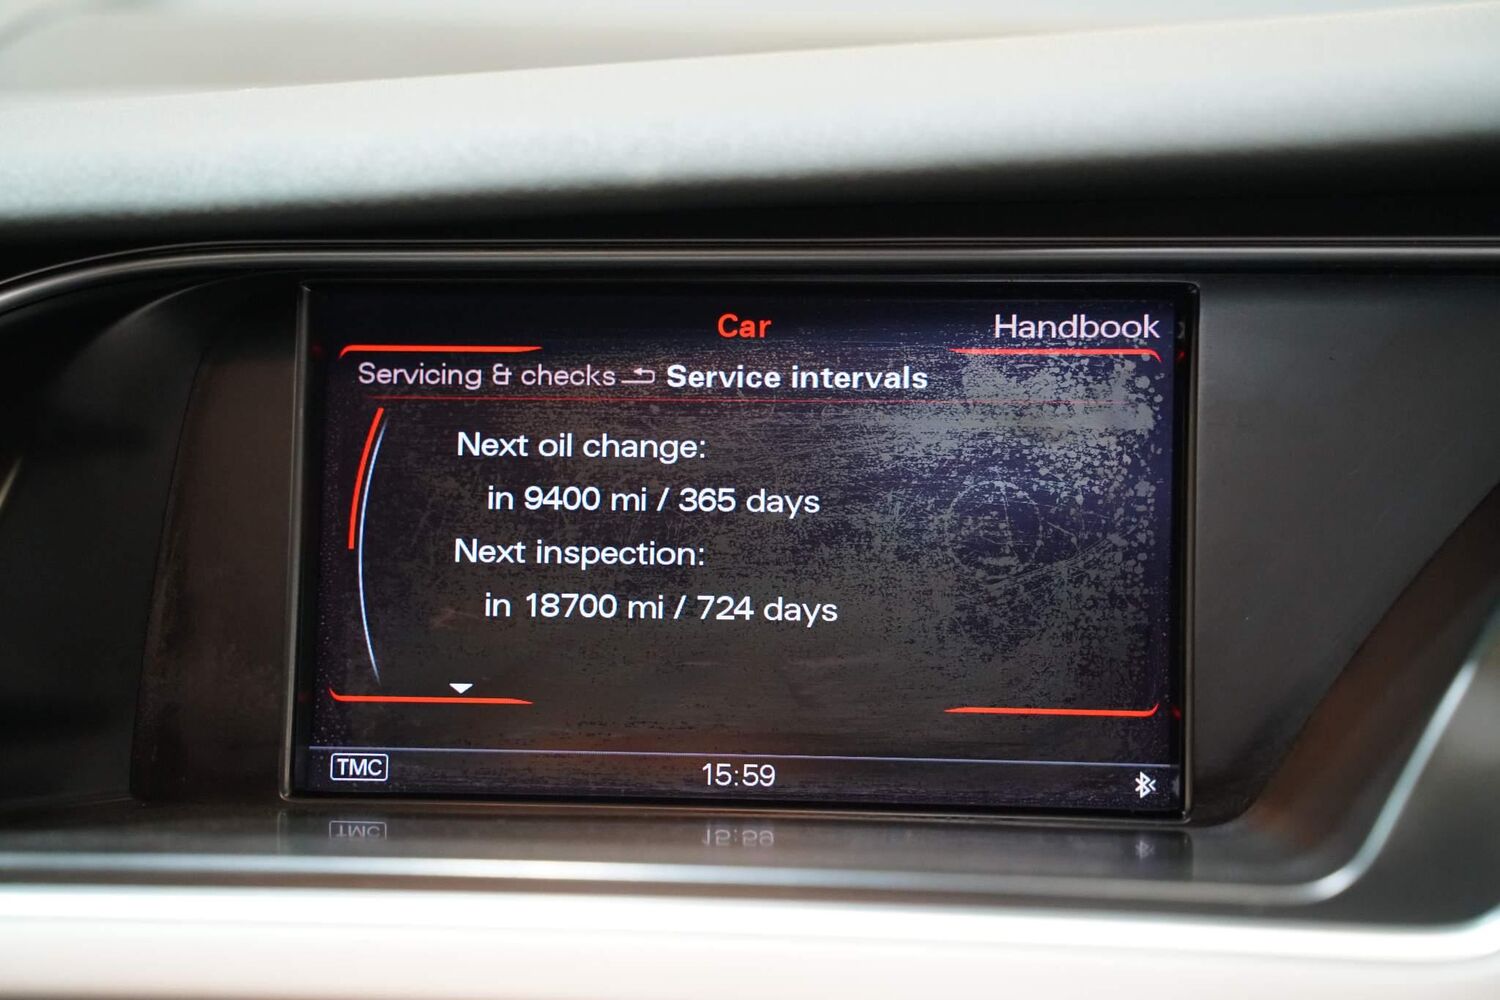 Car
Handbook
Servicing & checks Service intervals
Next oil change:
in 9400 mi / 365 days
Next inspection:
in 18700 mi / 724 days
TMC
15:59